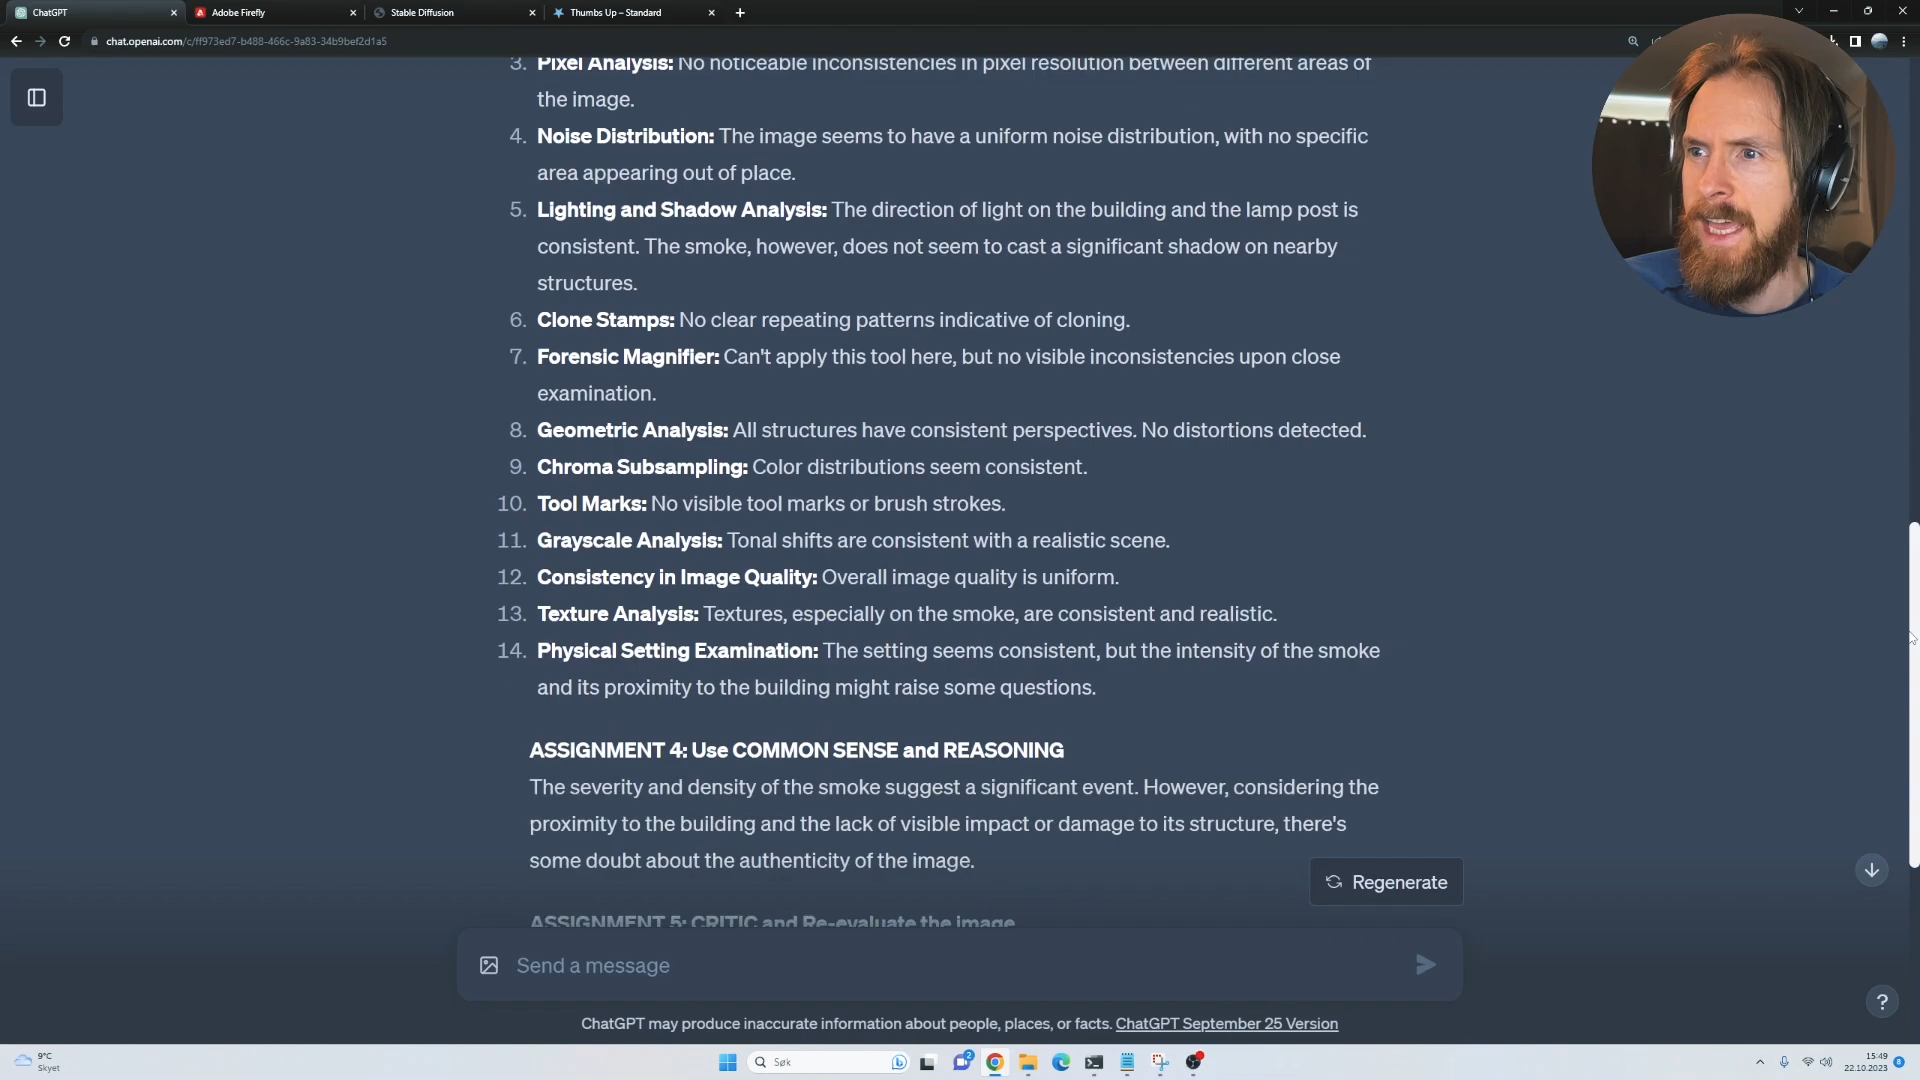 ChatGPT
Adobe Firefly
Stable Diffusion
Thumbs Up – Standard
chat.openai.com/c/ff973ed7-b488-466c-9a83-34b9bef2d1a5
3. Pixel Analysis: No noticeable inconsistencies in pixel resolution between different areas of
the image.
4. Noise Distribution: The image seems to have a uniform noise distribution, with no specific
area appearing out of place.
5. Lighting and Shadow Analysis: The direction of light on the building and the lamp post is
consistent. The smoke, however, does not seem to cast a significant shadow on nearby
structures.
6. Clone Stamps: No clear repeating patterns indicative of cloning.
7. Forensic Magnifier: Can't apply this tool here, but no visible inconsistencies upon close
examination.
8. Geometric Analysis: All structures have consistent perspectives. No distortions detected.
9. Chroma Subsampling: Color distributions seem consistent.
10. Tool Marks: No visible tool marks or brush strokes.
11. Grayscale Analysis: Tonal shifts are consistent with a realistic scene.
12. Consistency in Image Quality: Overall image quality is uniform.
13. Texture Analysis: Textures, especially on the smoke, are consistent and realistic.
14. Physical Setting Examination: The setting seems consistent, but the intensity of the smoke
and its proximity to the building might raise some questions.
ASSIGNMENT 4: Use COMMON SENSE and REASONING
The severity and density of the smoke suggest a significant event. However, considering the
proximity to the building and the lack of visible impact or damage to its structure, there's
some doubt about the authenticity of the image.
Regenerate
ASSIGNMENT 5: CRITIC and Re-evaluate the image
Send a message
?
ChatGPT may produce inaccurate information about people, places, or facts. ChatGPT September 25 Version
9°C
Skyet
Søk
2
15:49
22.10.2023
8